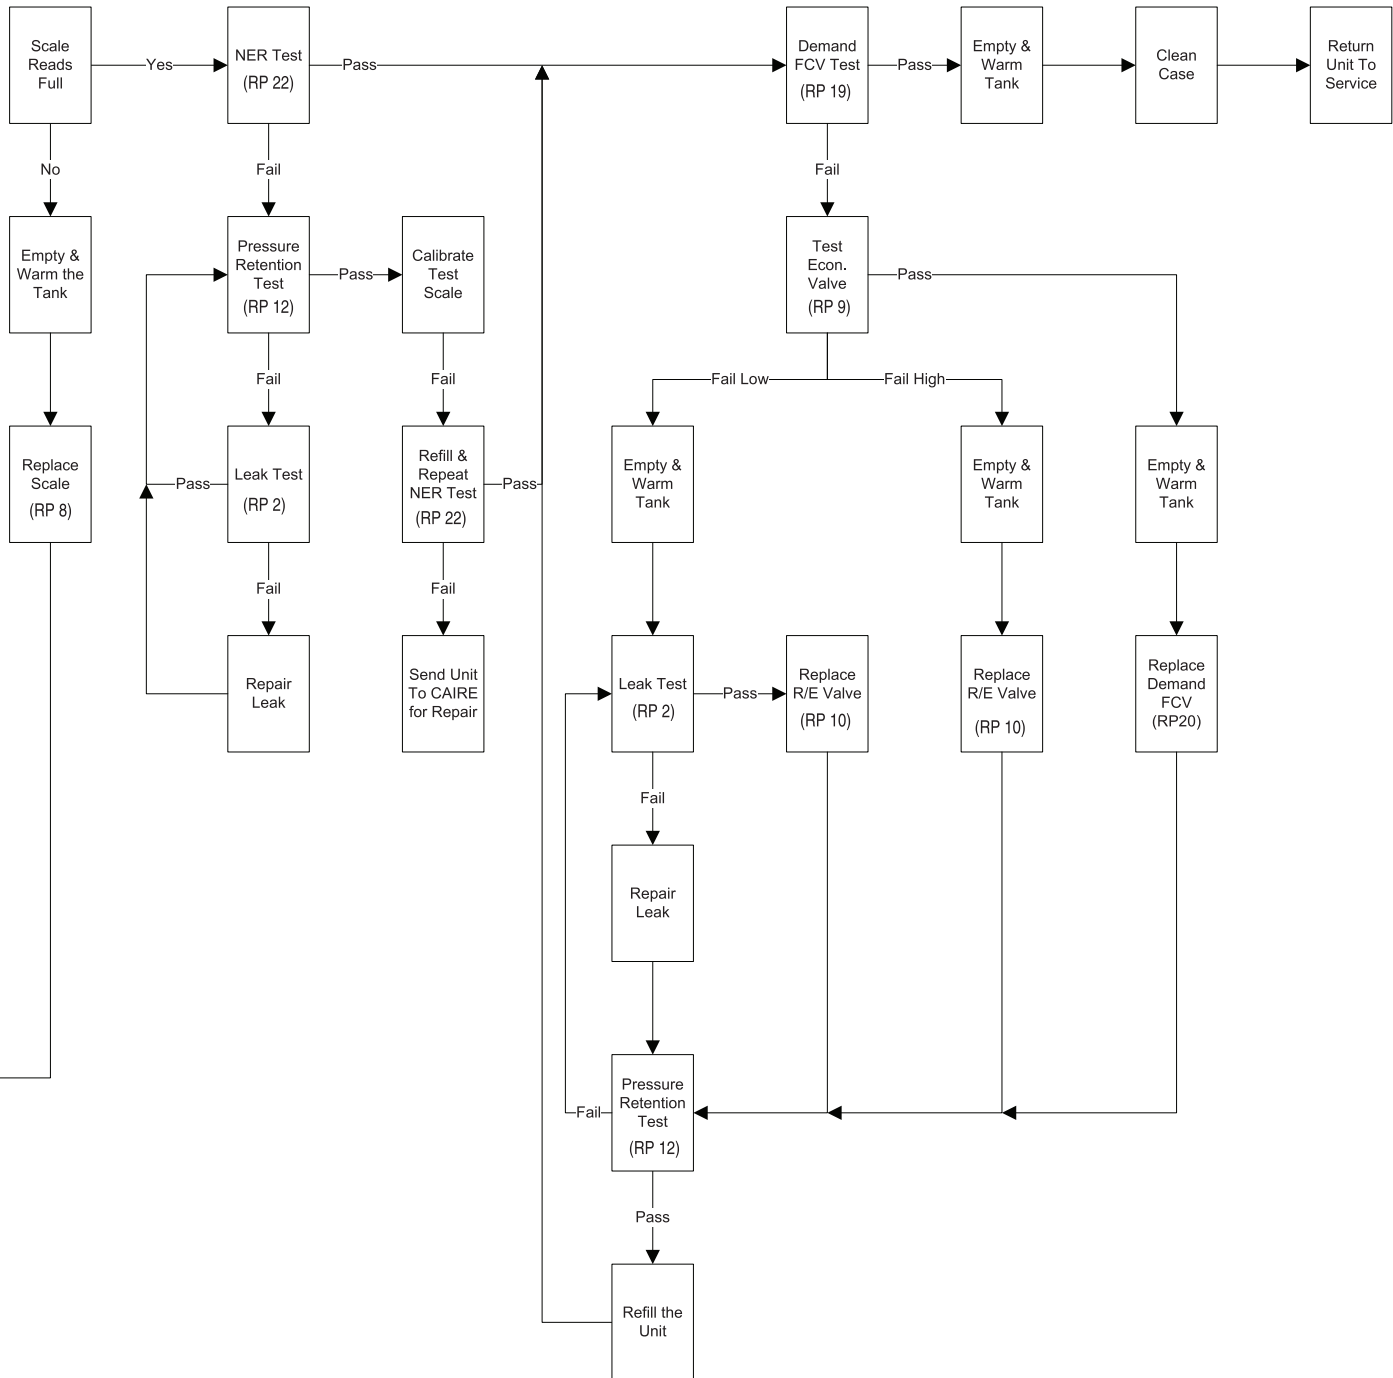 Scale
Reads
Full
Yes
NER Test
(RP 22)
Pass
Demand
FCV Test
(RP 19)
Pass
Empty &
Warm
Tank
Clean
Case
Return
Unit To
Service
No
Fail
Fail
Empty &
Warm the
Tank
Pressure
Retention
Test
(RP 12)
Pass
Calibrate
Test
Scale
Test
Econ.
Valve
(RP 9)
Pass
Fail
Fail
Fail Low
Fail High
Replace
Scale
(RP 8)
Pass
Leak Test
(RP 2)
Refill &
Repeat
NER Test
(RP 22)
Pass
Empty &
Warm
Tank
Empty &
Warm
Tank
Empty &
Warm
Tank
Fail
Fail
Repair
Leak
Send Unit
To CAIRE
for Repair
Leak Test
(RP 2)
Pass
Replace
R/E Valve
(RP 10)
Replace
R/E Valve
(RP 10)
Replace
Demand
FCV
(RP20)
Fail
Repair
Leak
Fail
Pressure
Retention
Test
(RP 12)
Pass
Refill the
Unit